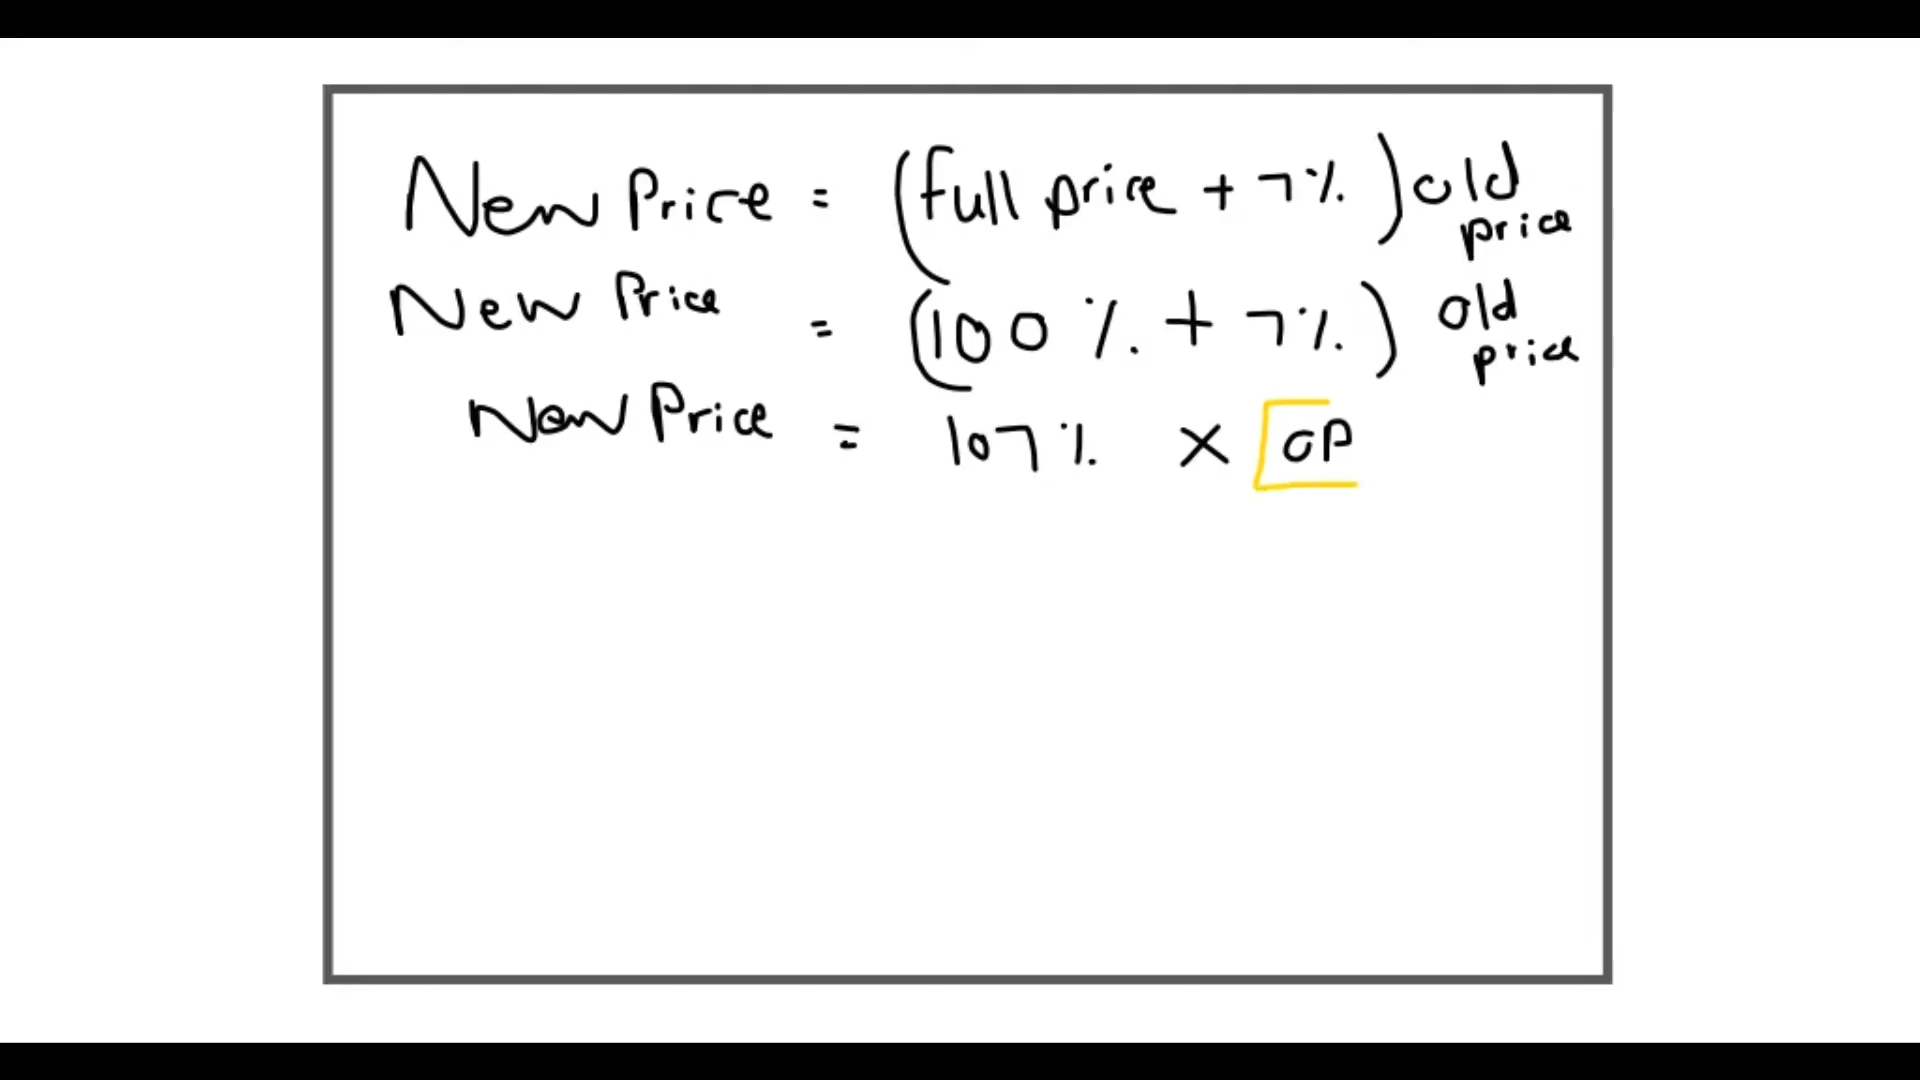 New Price = (full price + 7%) old price
New Price = (100% + 7%) old price
New Price = 107% × OP